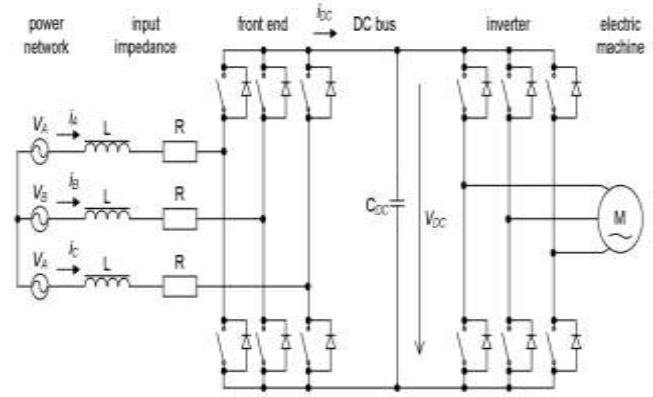 power network
input impedance
front end
i_DC
DC bus
inverter
electric machine
V_A
i_A
L
R
V_B
i_B
L
R
V_A
i_C
L
R
C_DC
V_DC
M